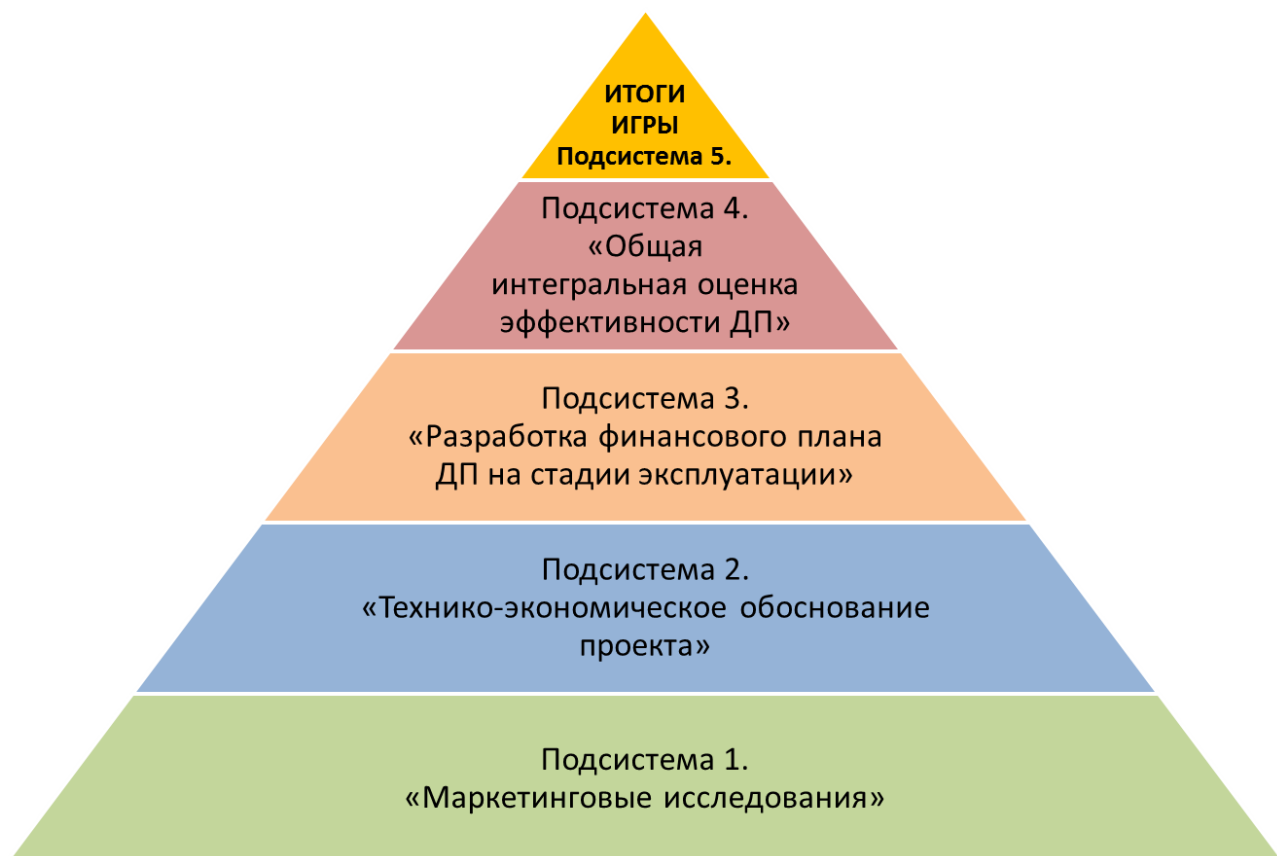 ИТОГИ
ИГРЫ
Подсистема 5.
Подсистема 4.
«Общая
интегральная оценка
эффективности ДП»
Подсистема 3.
«Разработка финансового плана
ДП на стадии эксплуатации»
Подсистема 2.
«Технико-экономическое обоснование
проекта»
Подсистема 1.
«Маркетинговые исследования»